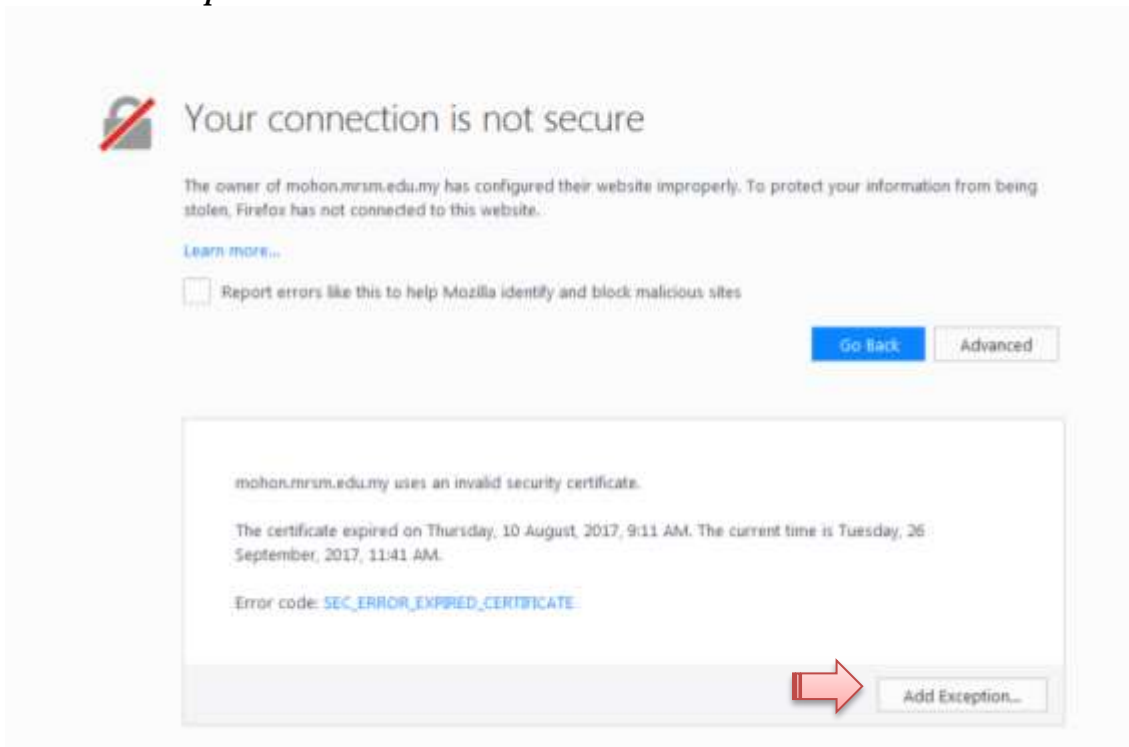 Your connection is not secure
The owner of mohon.mrsm.edu.my has configured their website improperly. To protect your information from being
stolen, Firefox has not connected to this website.
Learn more...
Report errors like this to help Mozilla identify and block malicious sites
Go Back Advanced
mohon.mrsm.edu.my uses an invalid security certificate.
The certificate expired on Thursday, 10 August, 2017, 9:11 AM. The current time is Tuesday, 26
September, 2017, 11:41 AM.
Error code: SEC_ERROR_EXPIRED_CERTIFICATE
Add Exception...